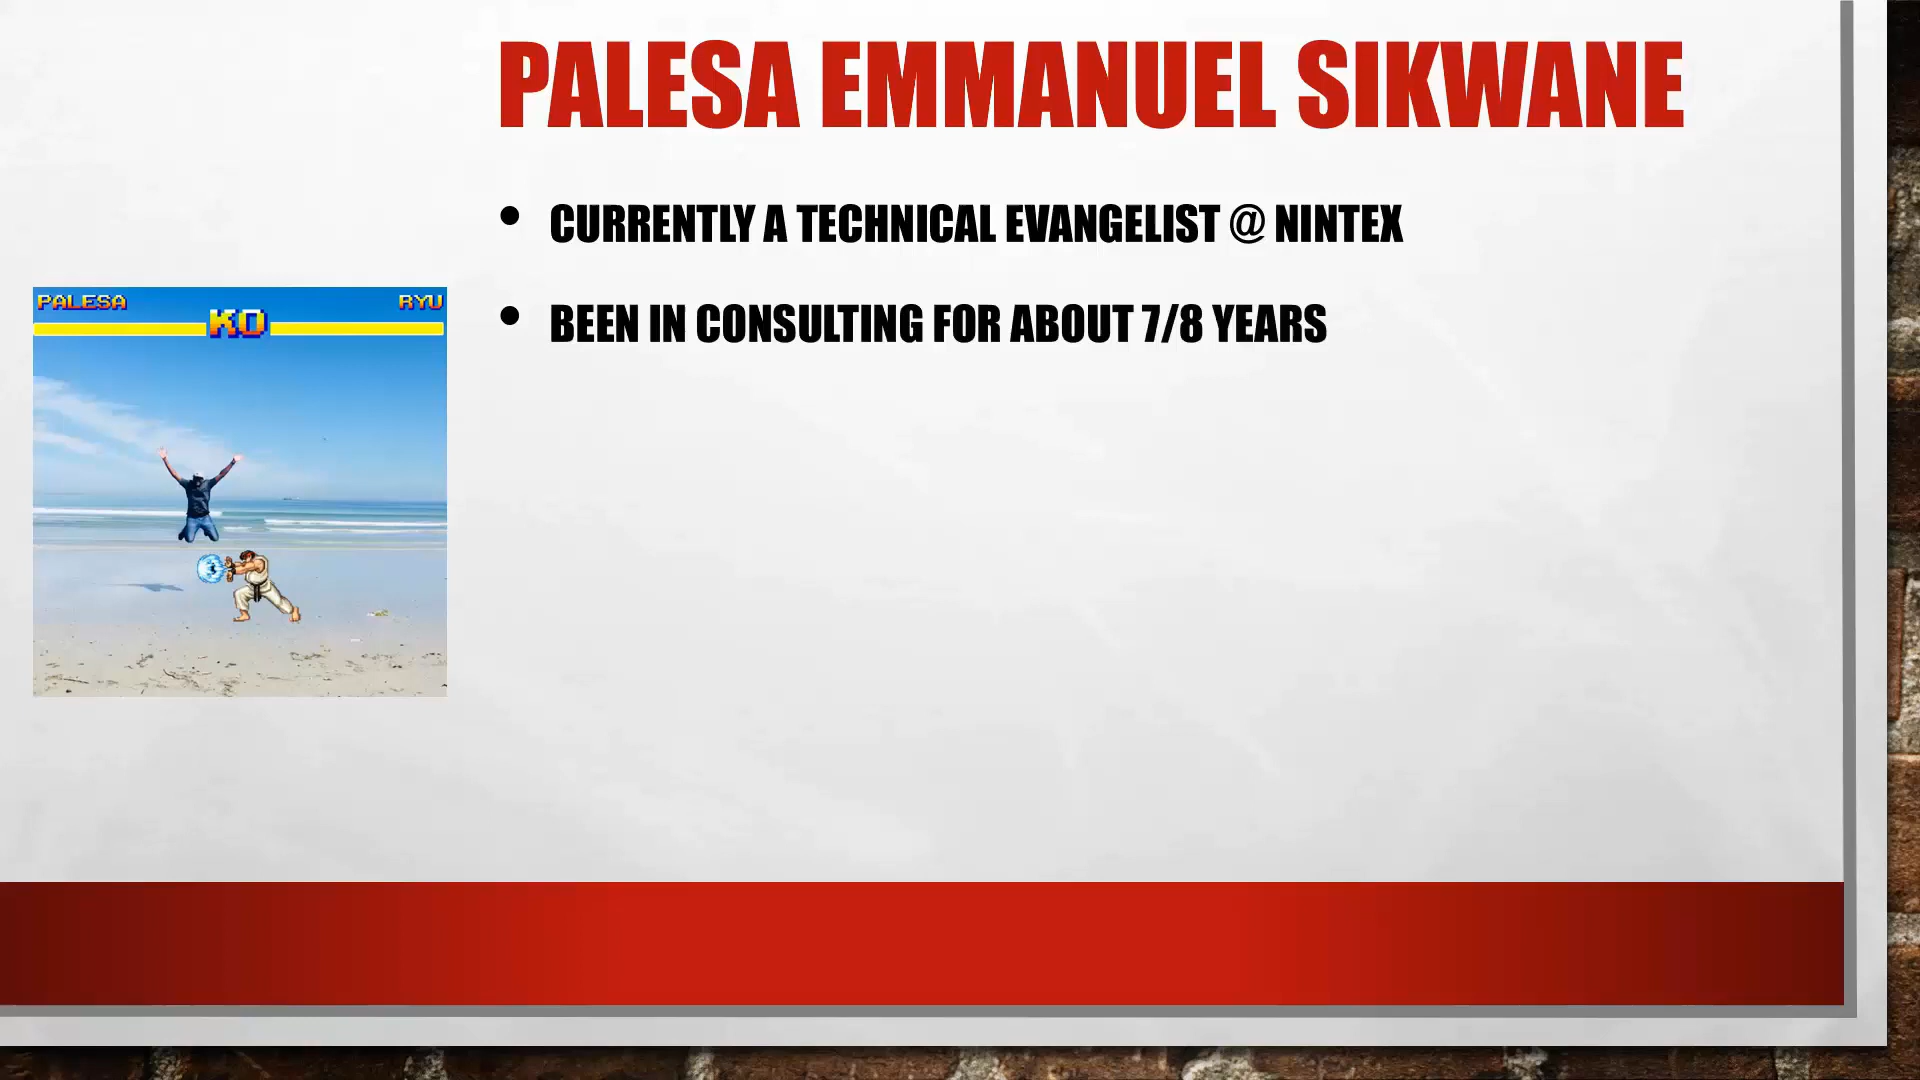 PALESA EMMANUEL SIKWANE
• CURRENTLY A TECHNICAL EVANGELIST @ NINTEX
• BEEN IN CONSULTING FOR ABOUT 7/8 YEARS
PALESA KO RYU